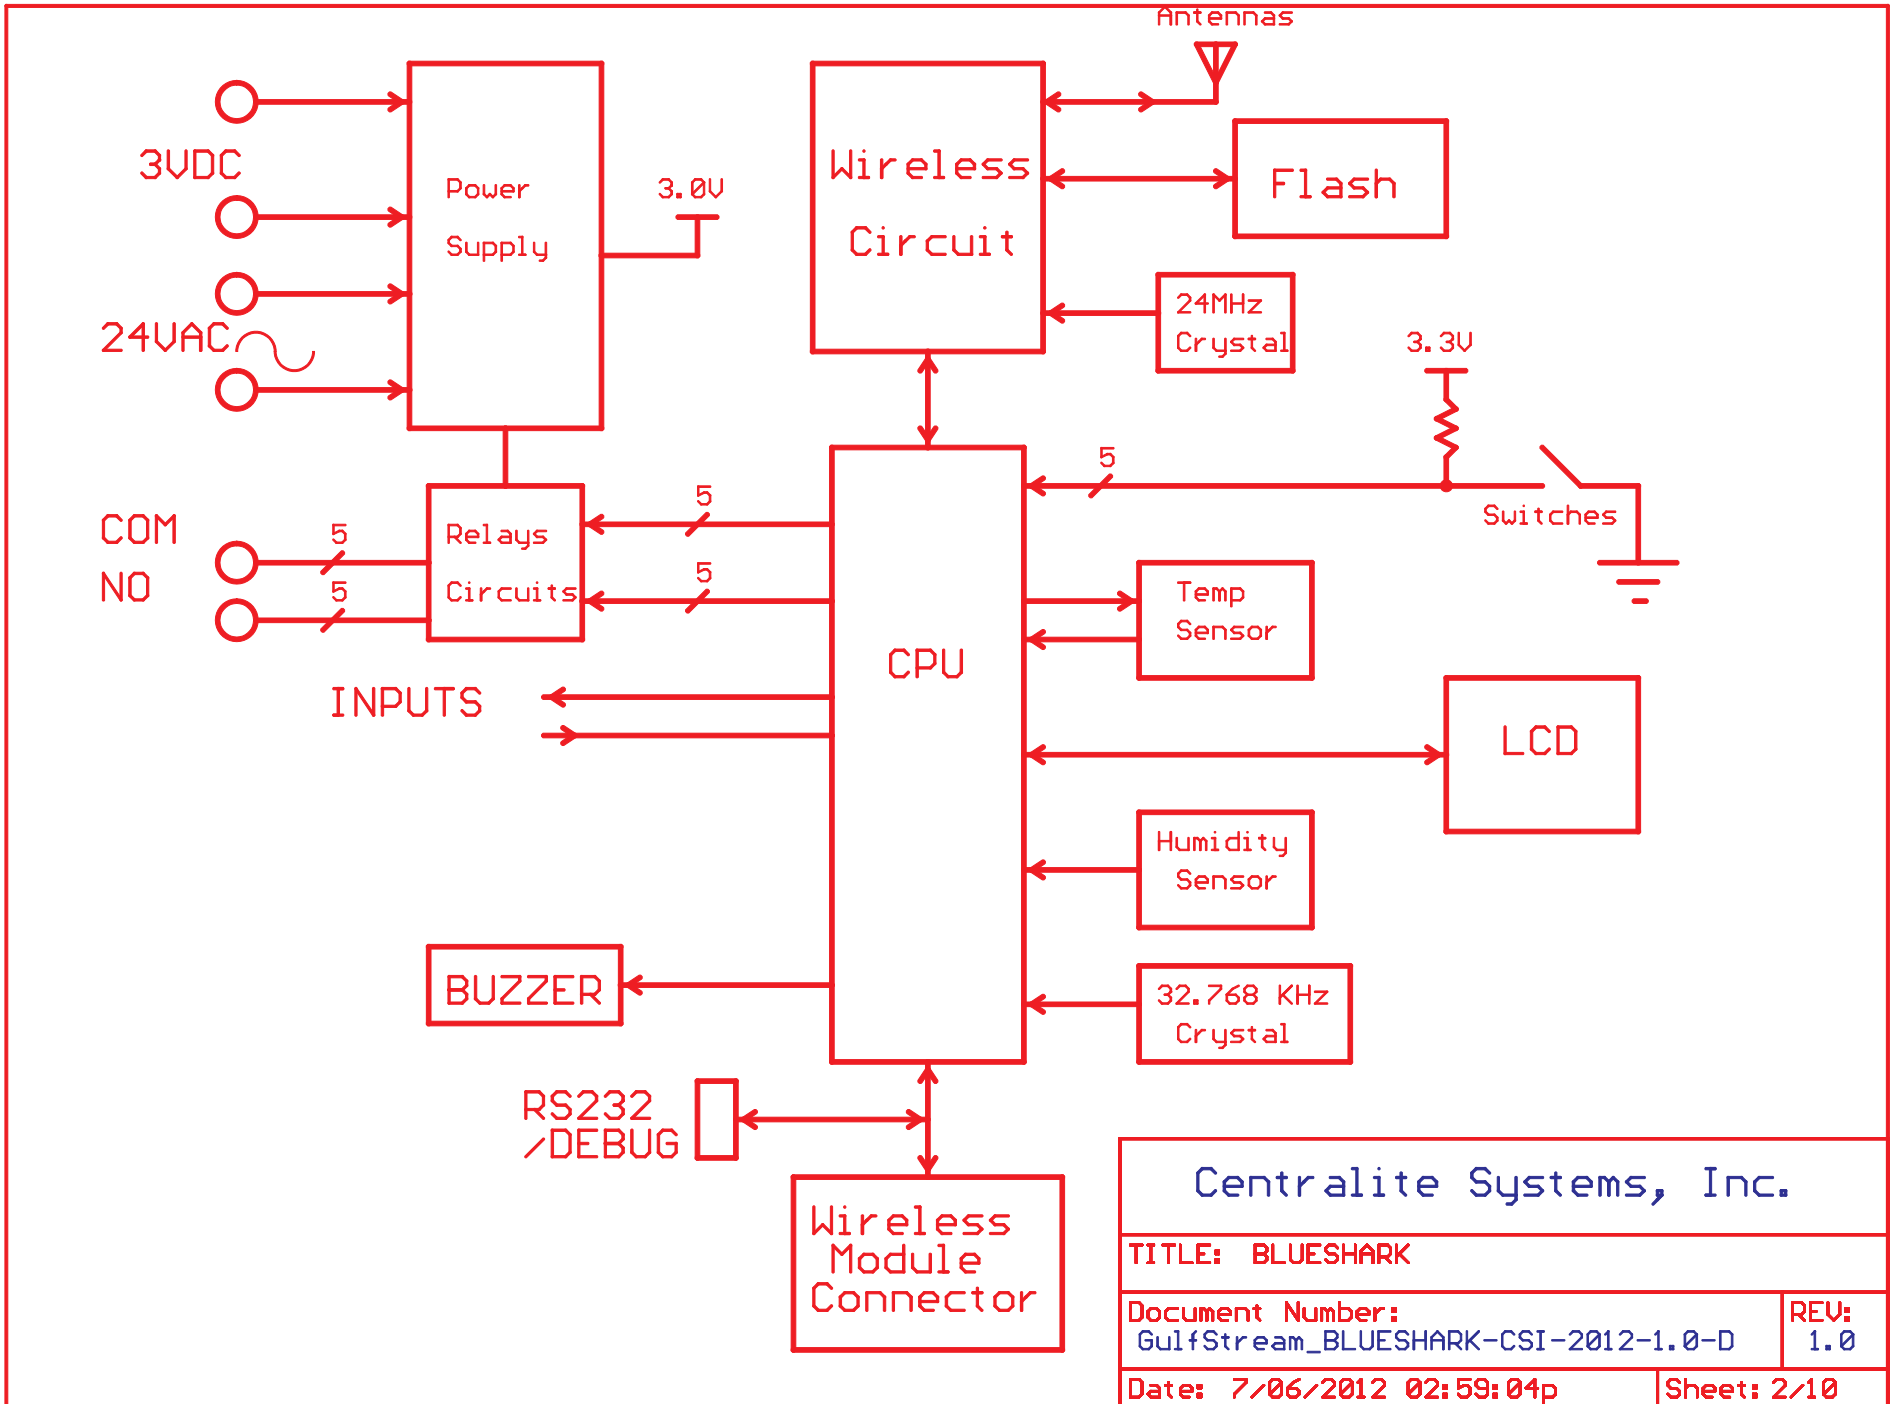 Antennas
3VDC
Power
Supply
3.0V
Wireless
Circuit
Flash
24MHz
Crystal
24VAC
3.3V
5
Switches
COM
NO
5
5
Relays
Circuits
5
5
CPU
Temp
Sensor
INPUTS
LCD
Humidity
Sensor
BUZZER
32.768 KHz
Crystal
RS232
/DEBUG
Wireless
Module
Connector
Centralite Systems, Inc.
TITLE: BLUESHARK
Document Number:
GulfStream_BLUESHARK-CSI-2012-1.0-D
REV:
1.0
Date: 7/06/2012 02:59:04p
Sheet: 2/10